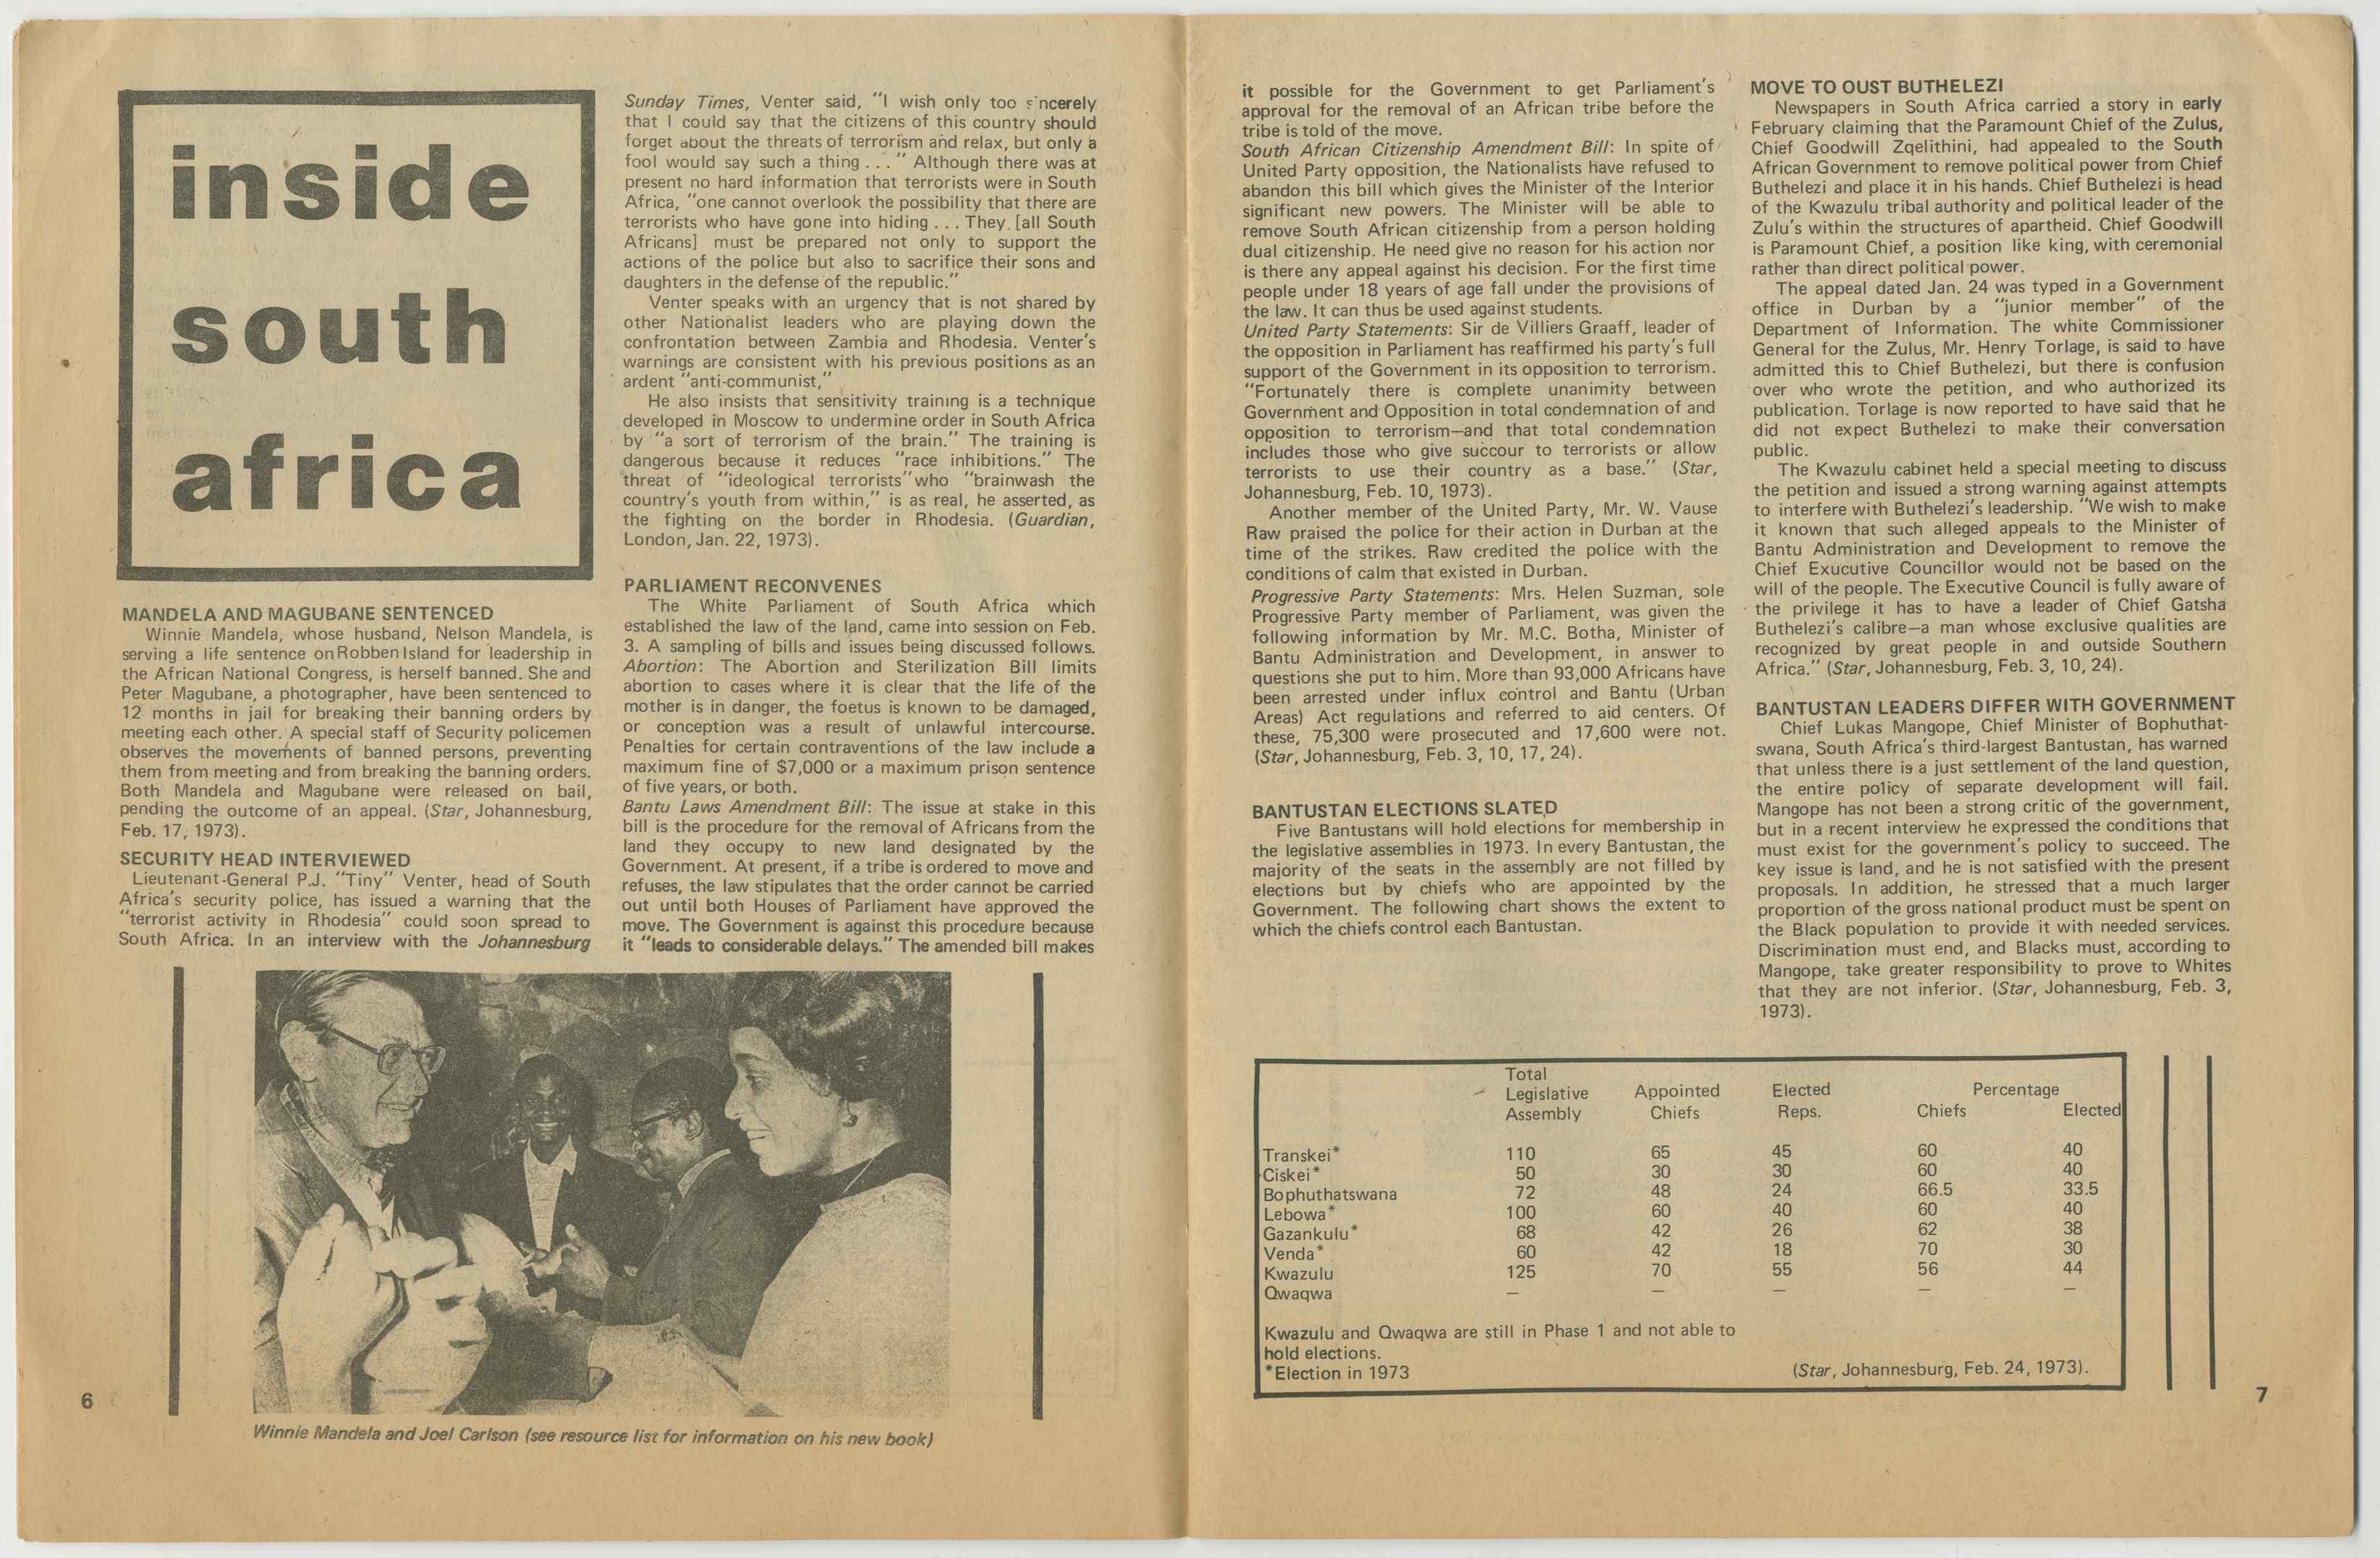 inside
south
africa
MANDELA AND MAGUBANE SENTENCED
Winnie Mandela, whose husband, Nelson Mandela, is
serving a life sentence on Robben Island for leadership in
the African National Congress, is herself banned. She and
Peter Magubane, a photographer, have been sentenced to
12 months in jail for breaking their banning orders by
meeting each other. A special staff of Security policemen
observes the movements of banned persons, preventing
them from meeting and from breaking the banning orders.
Both Mandela and Magubane were released on bail,
pending the outcome of an appeal. (Star, Johannesburg,
Feb. 17, 1973).
SECURITY HEAD INTERVIEWED
Lieutenant-General P.J. "Tiny" Venter, head of South
Africa's security police, has issued a warning that the
"terrorist activity in Rhodesia" could soon spread to
South Africa. In an interview with the Johannesburg
Sunday Times, Venter said, "I wish only too sincerely
that I could say that the citizens of this country should
forget about the threats of terrorism and relax, but only a
fool would say such a thing . . ." Although there was at
present no hard information that terrorists were in South
Africa, "one cannot overlook the possibility that there are
terrorists who have gone into hiding . . . They [all South
Africans] must be prepared not only to support the
actions of the police but also to sacrifice their sons and
daughters in the defense of the republic."
Venter speaks with an urgency that is not shared by
other Nationalist leaders who are playing down the
confrontation between Zambia and Rhodesia. Venter's
warnings are consistent with his previous positions as an
ardent "anti-communist,"
He also insists that sensitivity training is a technique
developed in Moscow to undermine order in South Africa
by "a sort of terrorism of the brain." The training is
dangerous because it reduces "race inhibitions." The
threat of "ideological terrorists" who "brainwash the
country's youth from within," is as real, he asserted, as
the fighting on the border in Rhodesia. (Guardian,
London, Jan. 22, 1973).
PARLIAMENT RECONVENES
The White Parliament of South Africa which
established the law of the land, came into session on Feb.
3. A sampling of bills and issues being discussed follows.
Abortion: The Abortion and Sterilization Bill limits
abortion to cases where it is clear that the life of the
mother is in danger, the foetus is known to be damaged,
or conception was a result of unlawful intercourse.
Penalties for certain contraventions of the law include a
maximum fine of $7,000 or a maximum prison sentence
of five years, or both.
Bantu Laws Amendment Bill: The issue at stake in this
bill is the procedure for the removal of Africans from the
land they occupy to new land designated by the
Government. At present, if a tribe is ordered to move and
refuses, the law stipulates that the order cannot be carried
out until both Houses of Parliament have approved the
move. The Government is against this procedure because
it "leads to considerable delays." The amended bill makes
Winnie Mandela and Joel Carlson (see resource list for information on his new book)
6
it possible for the Government to get Parliament's
approval for the removal of an African tribe before the
tribe is told of the move.
South African Citizenship Amendment Bill: In spite of
United Party opposition, the Nationalists have refused to
abandon this bill which gives the Minister of the Interior
significant new powers. The Minister will be able to
remove South African citizenship from a person holding
dual citizenship. He need give no reason for his action nor
is there any appeal against his decision. For the first time
people under 18 years of age fall under the provisions of
the law. It can thus be used against students.
United Party Statements: Sir de Villiers Graaff, leader of
the opposition in Parliament has reaffirmed his party's full
support of the Government in its opposition to terrorism.
"Fortunately there is complete unanimity between
Government and Opposition in total condemnation of and
opposition to terrorism—and that total condemnation
includes those who give succour to terrorists or allow
terrorists to use their country as a base." (Star,
Johannesburg, Feb. 10, 1973).
Another member of the United Party, Mr. W. Vause
Raw praised the police for their action in Durban at the
time of the strikes. Raw credited the police with the
conditions of calm that existed in Durban.
Progressive Party Statements: Mrs. Helen Suzman, sole
Progressive Party member of Parliament, was given the
following information by Mr. M.C. Botha, Minister of
Bantu Administration and Development, in answer to
questions she put to him. More than 93,000 Africans have
been arrested under influx control and Bantu (Urban
Areas) Act regulations and referred to aid centers. Of
these, 75,300 were prosecuted and 17,600 were not.
(Star, Johannesburg, Feb. 3, 10, 17, 24).
BANTUSTAN ELECTIONS SLATED
Five Bantustans will hold elections for membership in
the legislative assemblies in 1973. In every Bantustan, the
majority of the seats in the assembly are not filled by
elections but by chiefs who are appointed by the
Government. The following chart shows the extent to
which the chiefs control each Bantustan.
MOVE TO OUST BUTHELEZI
Newspapers in South Africa carried a story in early
February claiming that the Paramount Chief of the Zulus,
Chief Goodwill Zqelithini, had appealed to the South
African Government to remove political power from Chief
Buthelezi and place it in his hands. Chief Buthelezi is head
of the Kwazulu tribal authority and political leader of the
Zulu's within the structures of apartheid. Chief Goodwill
is Paramount Chief, a position like king, with ceremonial
rather than direct political power.
The appeal dated Jan. 24 was typed in a Government
office in Durban by a "junior member" of the
Department of Information. The white Commissioner
General for the Zulus, Mr. Henry Torlage, is said to have
admitted this to Chief Buthelezi, but there is confusion
over who wrote the petition, and who authorized its
publication. Torlage is now reported to have said that he
did not expect Buthelezi to make their conversation
public.
The Kwazulu cabinet held a special meeting to discuss
the petition and issued a strong warning against attempts
to interfere with Buthelezi's leadership. "We wish to make
it known that such alleged appeals to the Minister of
Bantu Administration and Development to remove the
Chief Exucutive Councillor would not be based on the
will of the people. The Executive Council is fully aware of
the privilege it has to have a leader of Chief Gatsha
Buthelezi's calibre—a man whose exclusive qualities are
recognized by great people in and outside Southern
Africa." (Star, Johannesburg, Feb. 3, 10, 24).
BANTUSTAN LEADERS DIFFER WITH GOVERNMENT
Chief Lukas Mangope, Chief Minister of Bophuthat-
swana, South Africa's third-largest Bantustan, has warned
that unless there is a just settlement of the land question,
the entire policy of separate development will fail.
Mangope has not been a strong critic of the government,
but in a recent interview he expressed the conditions that
must exist for the government's policy to succeed. The
key issue is land, and he is not satisfied with the present
proposals. In addition, he stressed that a much larger
proportion of the gross national product must be spent on
the Black population to provide it with needed services.
Discrimination must end, and Blacks must, according to
Mangope, take greater responsibility to prove to Whites
that they are not inferior. (Star, Johannesburg, Feb. 3,
1973).
Total
Legislative Appointed Elected Percentage
Assembly Chiefs Reps. Chiefs Elected
Transkei* 110 65 45 60 40
Ciskei* 50 30 30 60 40
Bophuthatswana 72 48 24 66.5 33.5
Lebowa* 100 60 40 60 40
Gazankulu* 68 42 26 62 38
Venda* 60 42 18 70 30
Kwazulu 125 70 55 56 44
Qwaqwa — — — — —
Kwazulu and Qwaqwa are still in Phase 1 and not able to
hold elections.
*Election in 1973 (Star, Johannesburg, Feb. 24, 1973).
7